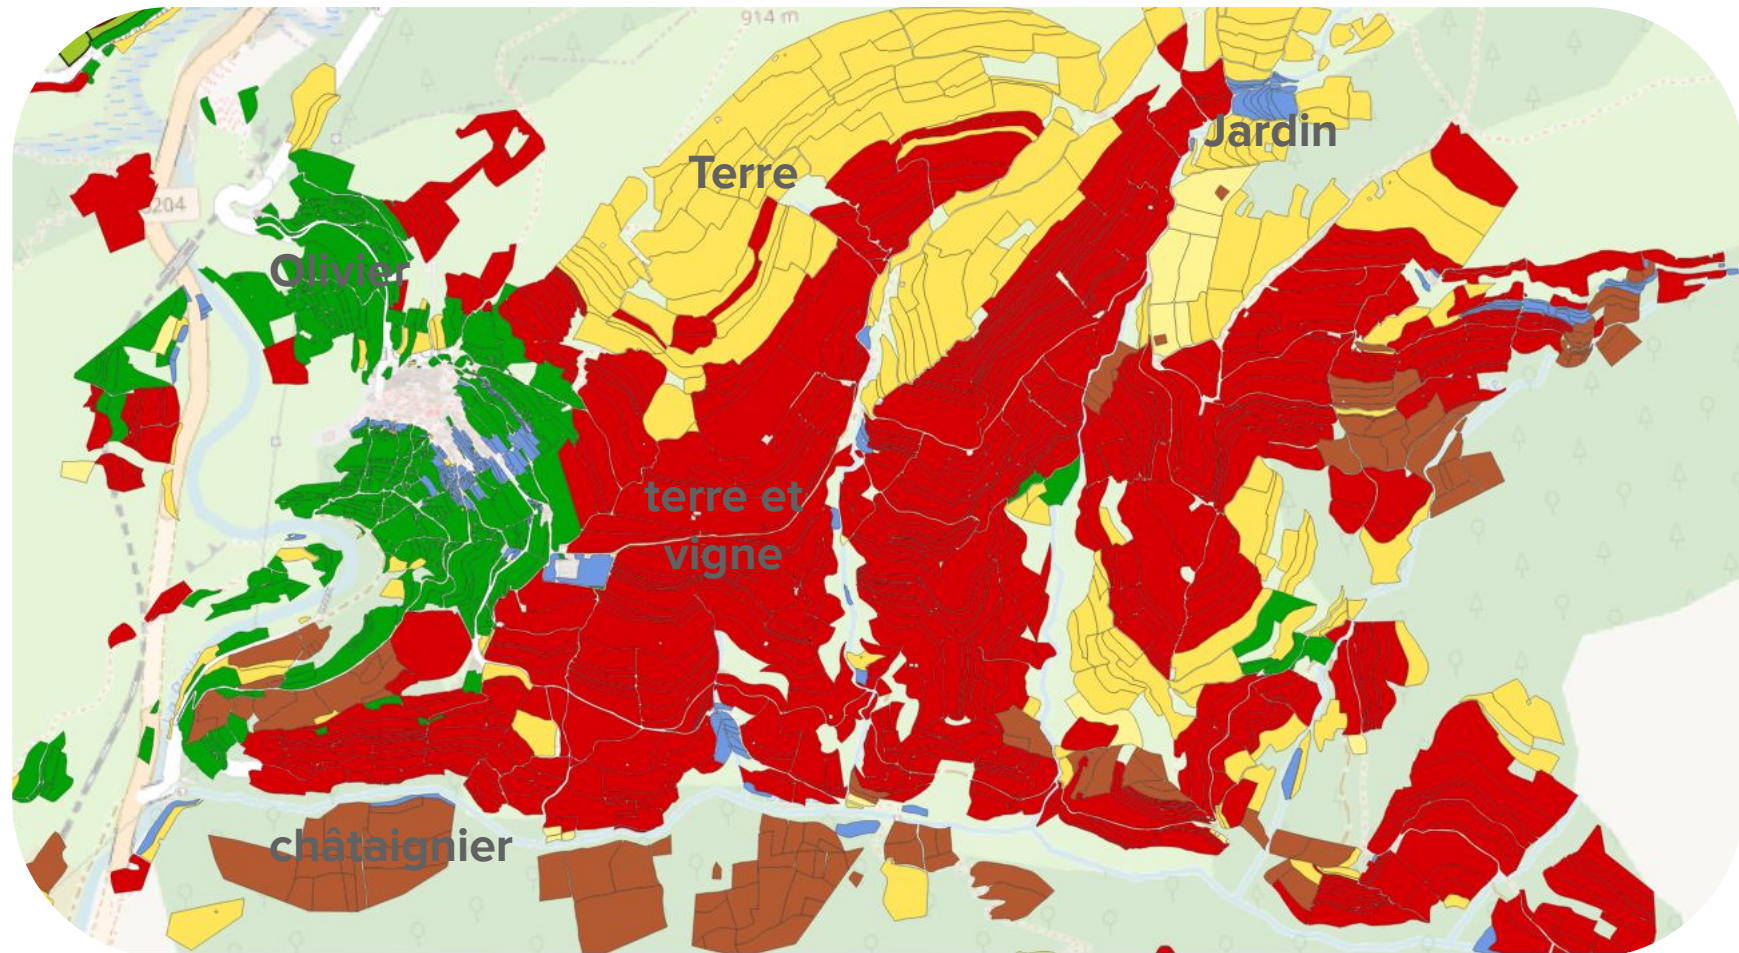 914 m
Jardin
Terre
204
Olivier
terre et
vigne
châtaignier